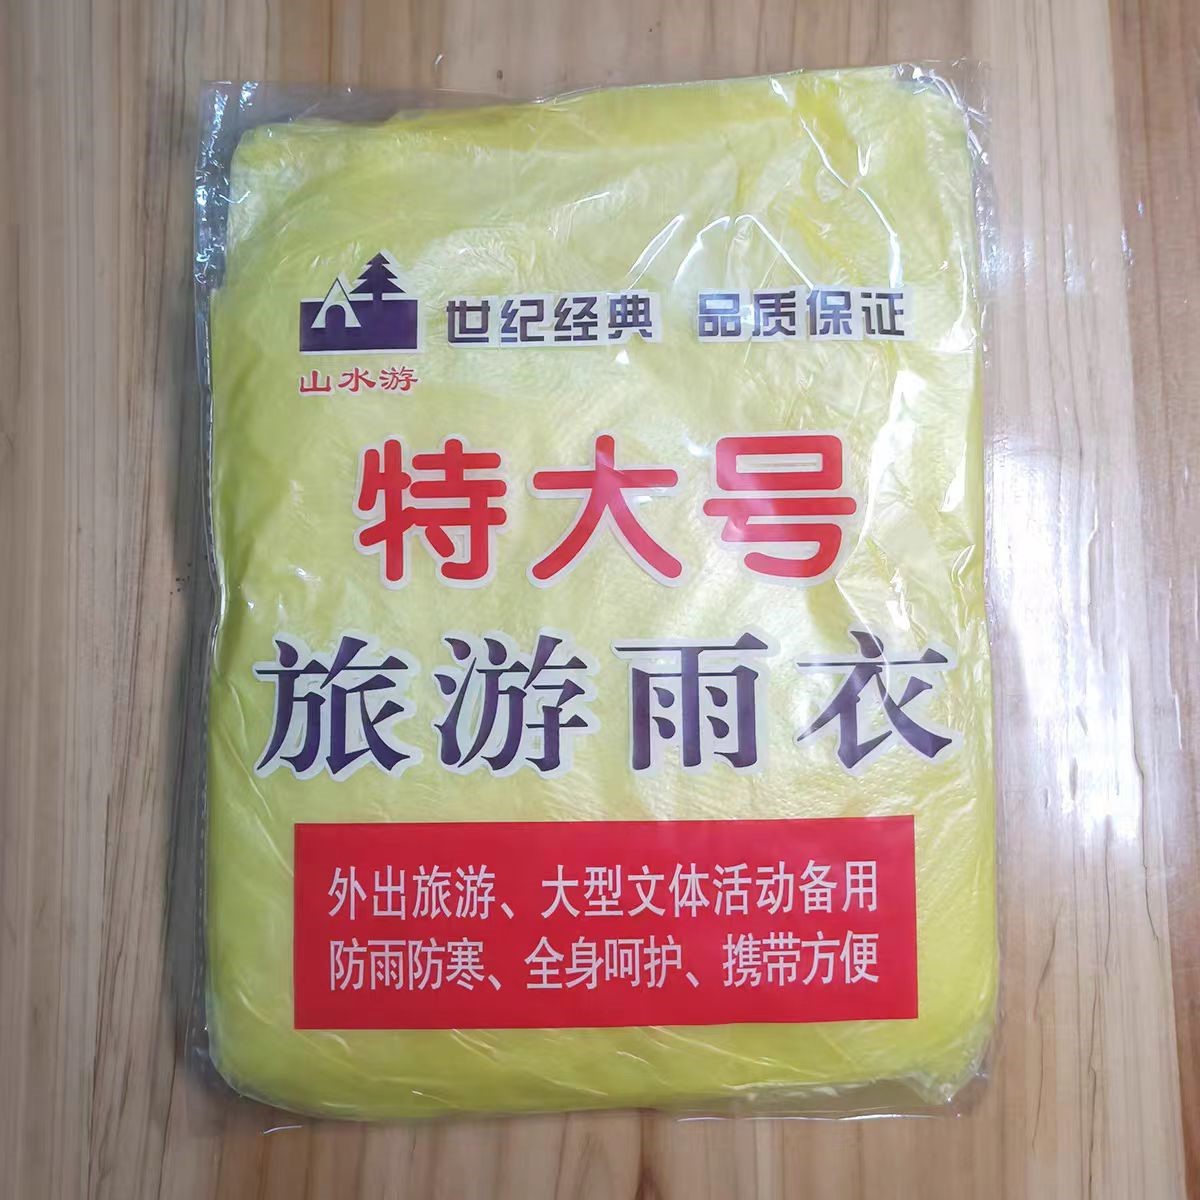 世纪经典 品质保证
山水游
特大号
旅游雨衣
外出旅游、大型文体活动备用
防雨防寒、全身呵护、携带方便